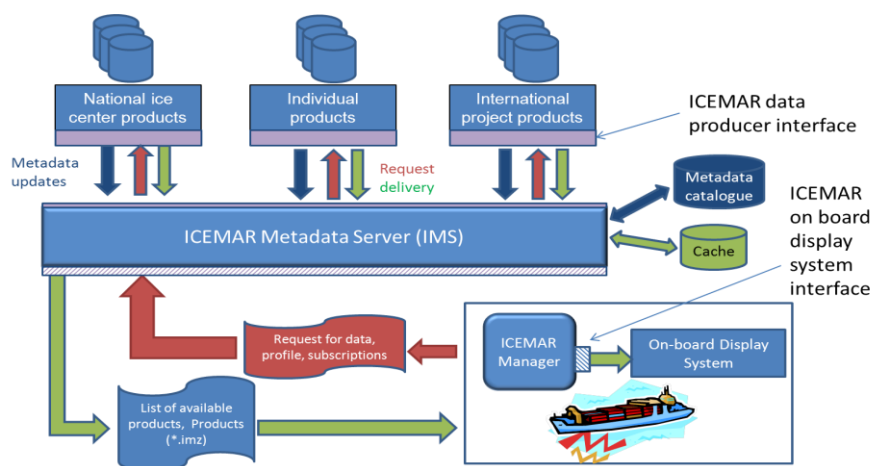 National ice
center products
Individual
products
International
project products
ICEMAR data
producer interface
Metadata
updates
Request
delivery
Metadata
catalogue
ICEMAR
on board
display
system
interface
ICEMAR Metadata Server (IMS)
Cache
Request for data,
profile, subscriptions
ICEMAR
Manager
On-board Display
System
List of available
products, Products
(*.imz)